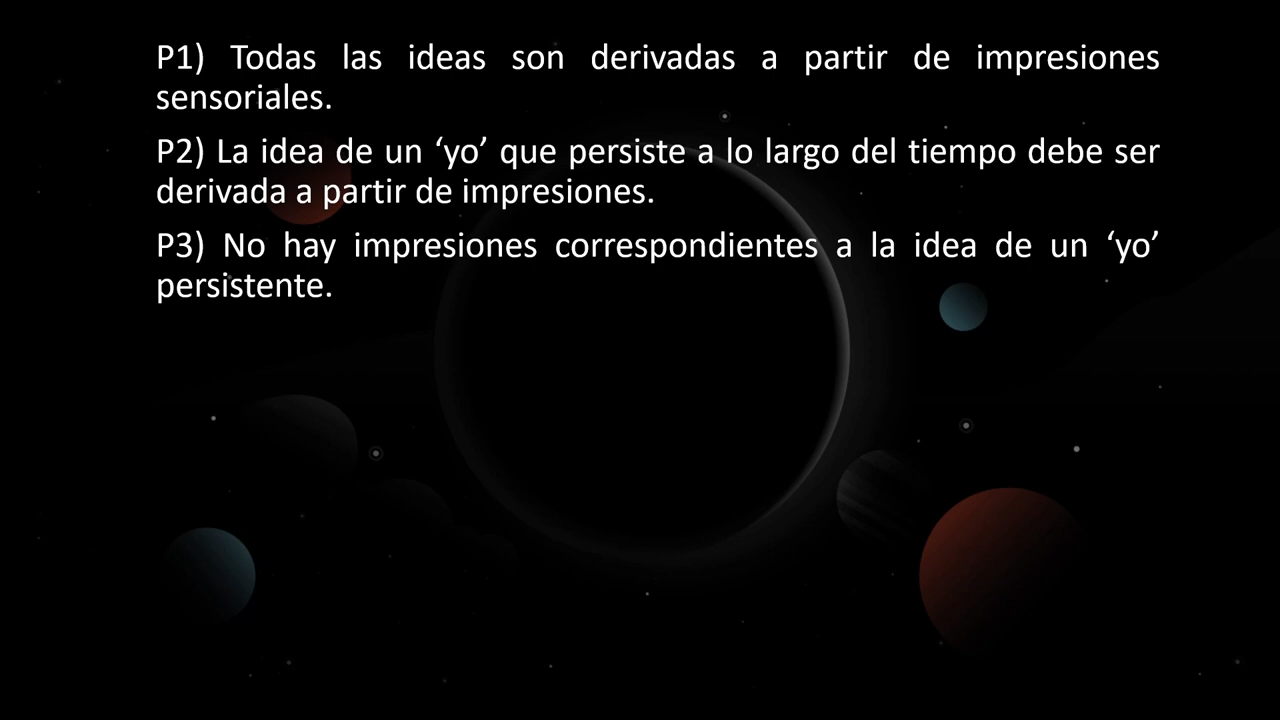 P1) Todas las ideas son derivadas a partir de impresiones
sensoriales.
P2) La idea de un ‘yo’ que persiste a lo largo del tiempo debe ser
derivada a partir de impresiones.
P3) No hay impresiones correspondientes a la idea de un ‘yo’
persistente.